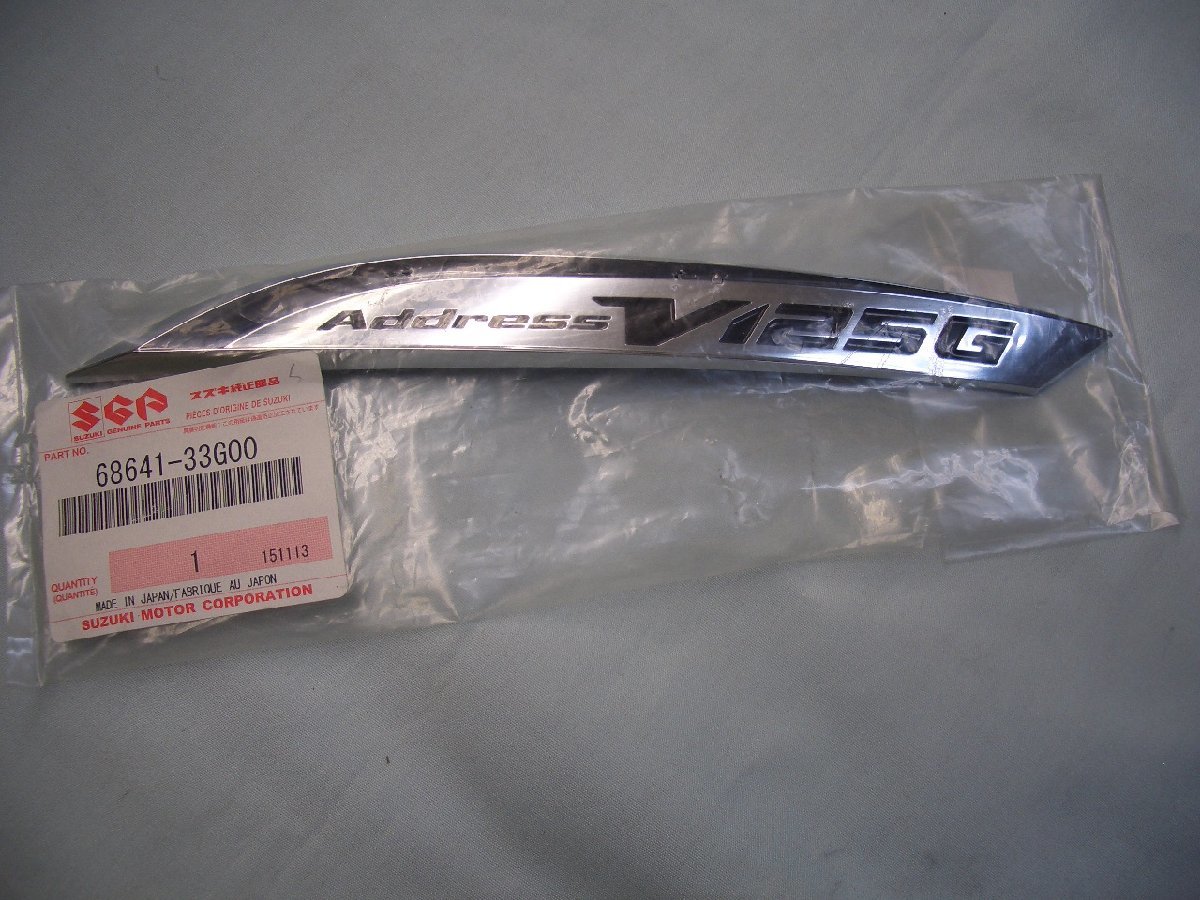 Address V125G
SGP
SUZUKI GENUINE PARTS
スズキ純正部品
PIÈCES D'ORIGINE DE SUZUKI
PART NO.
68641-33G00
QUANTITY
(QUANTITÉ)
1 151113
MADE IN JAPAN/FABRIQUE AU JAPON
SUZUKI MOTOR CORPORATION